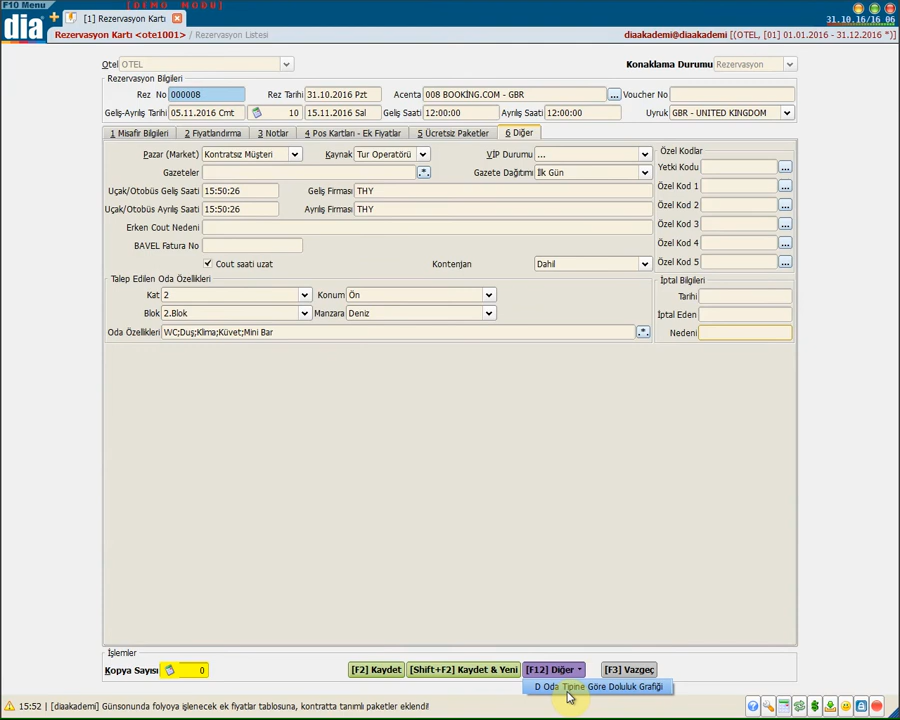 F10 Menu [ D E M O  M O D U ]
dia
[1] Rezervasyon Kartı
31.10.16/16 06
Rezervasyon Kartı <ote1001> / Rezervasyon Listesi
diaakademi@diaakademi [(OTEL, [01] 01.01.2016 - 31.12.2016 *)]
Otel OTEL Konaklama Durumu Rezervasyon
Rezervasyon Bilgileri
Rez No 000008 Rez Tarihi 31.10.2016 Pzt Acenta 008 BOOKING.COM - GBR ... Voucher No
Geliş-Ayrılış Tarihi 05.11.2016 Cmt 10 15.11.2016 Sal Geliş Saati 12:00:00 Ayrılış Saati 12:00:00 Uyruk GBR - UNITED KINGDOM
1 Misafir Bilgileri 2 Fiyatlandırma 3 Notlar 4 Pos Kartları - Ek Fiyatlar 5 Ücretsiz Paketler 6 Diğer
Pazar (Market) Kontratsız Müşteri Kaynak Tur Operatörü VİP Durumu ...
Gazeteler .*. Gazete Dağıtımı İlk Gün
Uçak/Otobüs Geliş Saati 15:50:26 Geliş Firması THY
Uçak/Otobüs Ayrılış Saati 15:50:26 Ayrılış Firması THY
Erken Cout Nedeni
BAVEL Fatura No
Cout saati uzat Kontenjan Dahil
Özel Kodlar
Yetki Kodu ...
Özel Kod 1 ...
Özel Kod 2 ...
Özel Kod 3 ...
Özel Kod 4 ...
Özel Kod 5 ...
Talep Edilen Oda Özellikleri
Kat 2 Konum Ön
Blok 2.Blok Manzara Deniz
Oda Özellikleri WC;Duş;Klima;Küvet;Mini Bar .*.
İptal Bilgileri
Tarihi
İptal Eden
Nedeni
İşlemler
Kopya Sayısı 0
[F2] Kaydet [Shift+F2] Kaydet & Yeni [F12] Diğer [F3] Vazgeç
D Oda Tipine Göre Doluluk Grafiği
15:52 | [diaakademi] Günsonunda folyoya işlenecek ek fiyatlar tablosuna, kontratta tanımlı paketler eklendi!